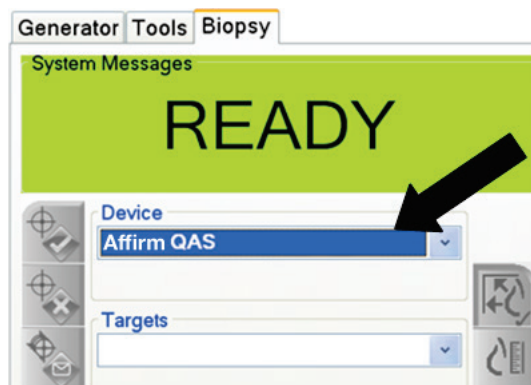 Generator Tools Biopsy
System Messages
READY
Device
Affirm QAS
Targets